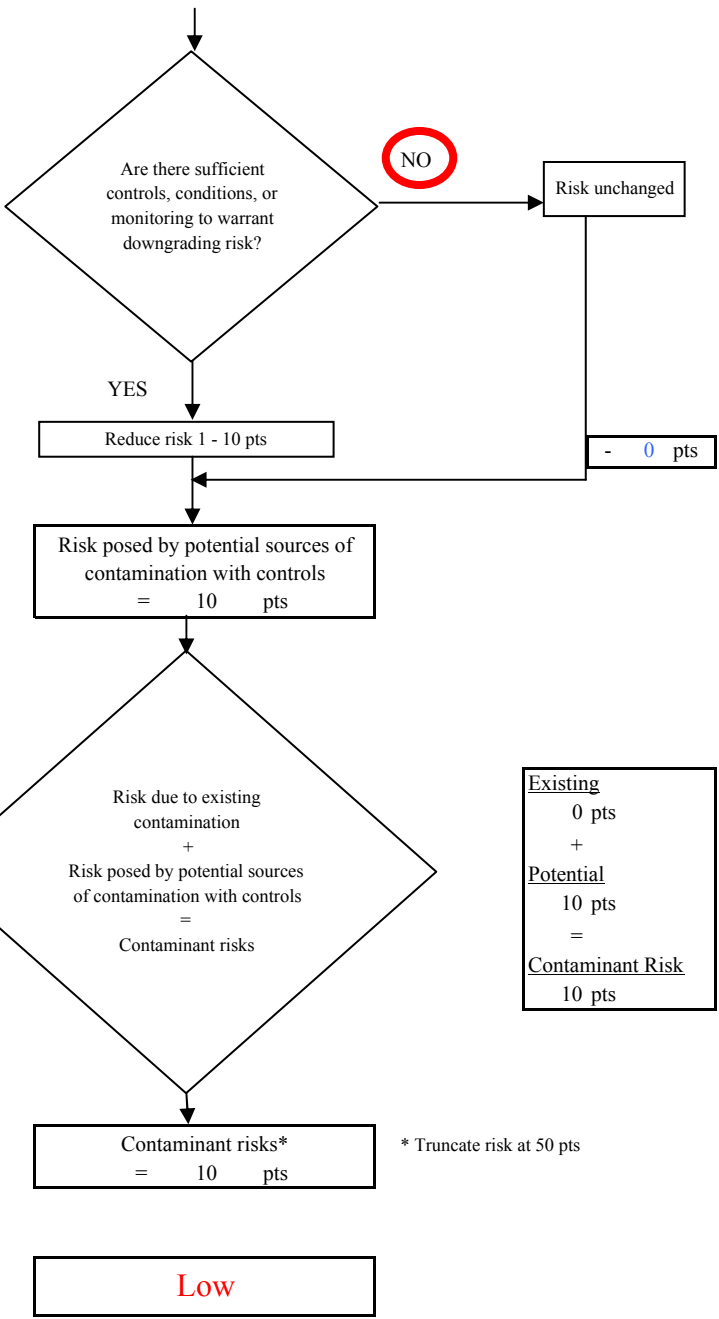 Are there sufficient
controls, conditions, or
monitoring to warrant
downgrading risk?
NO
Risk unchanged
YES
Reduce risk 1 - 10 pts
- 0 pts
Risk posed by potential sources of
contamination with controls
= 10 pts
Risk due to existing
contamination
+
Risk posed by potential sources
of contamination with controls
=
Contaminant risks
Existing
0 pts
+
Potential
10 pts
=
Contaminant Risk
10 pts
Contaminant risks*
= 10 pts
* Truncate risk at 50 pts
Low